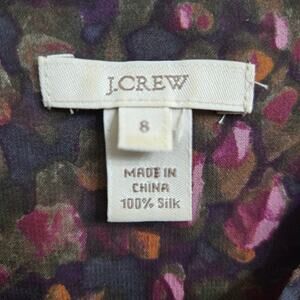 J.CREW
8
MADE IN
CHINA
100% Silk